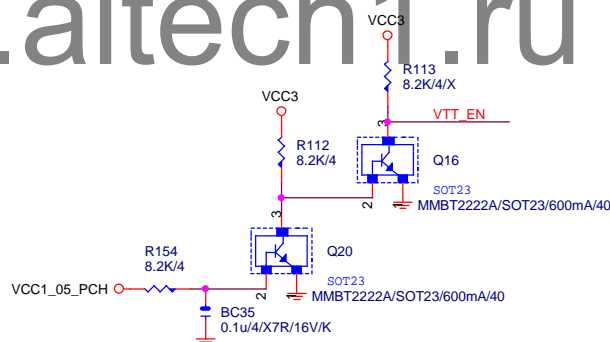 .altech1.ru
VCC3
R113
8.2K/4/X
VCC3
VTT_EN
3
R112
8.2K/4
Q16
SOT23
2
1
MMBT2222A/SOT23/600mA/40
3
R154
8.2K/4
Q20
SOT23
VCC1_05_PCH
2
1
MMBT2222A/SOT23/600mA/40
BC35
0.1u/4/X7R/16V/K